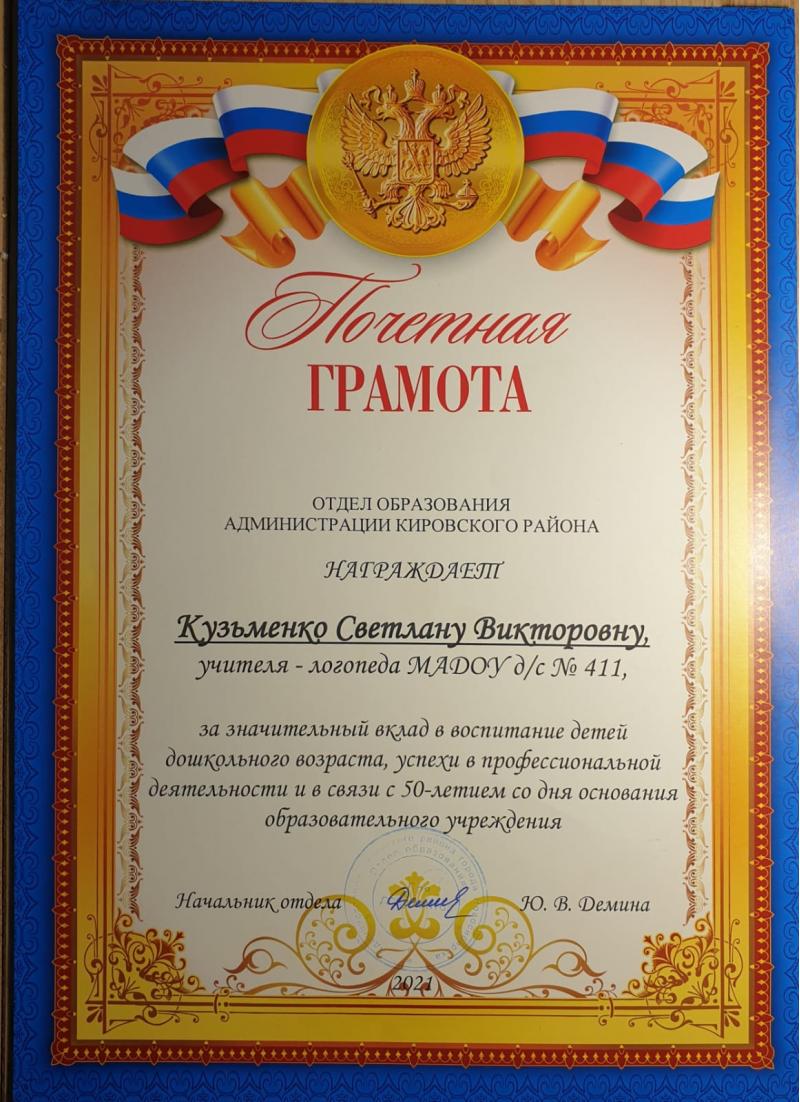 Почетная
ГРАМОТА
ОТДЕЛ ОБРАЗОВАНИЯ
АДМИНИСТРАЦИИ КИРОВСКОГО РАЙОНА
НАГРАЖДАЕТ
Кузьменко Светлану Викторовну,
учителя - логопеда МАДОУ д/с № 411,
за значительный вклад в воспитание детей
дошкольного возраста, успехи в профессиональной
деятельности и в связи с 50-летием со дня основания
образовательного учреждения
Начальник отдела Ю. В. Демина
2021